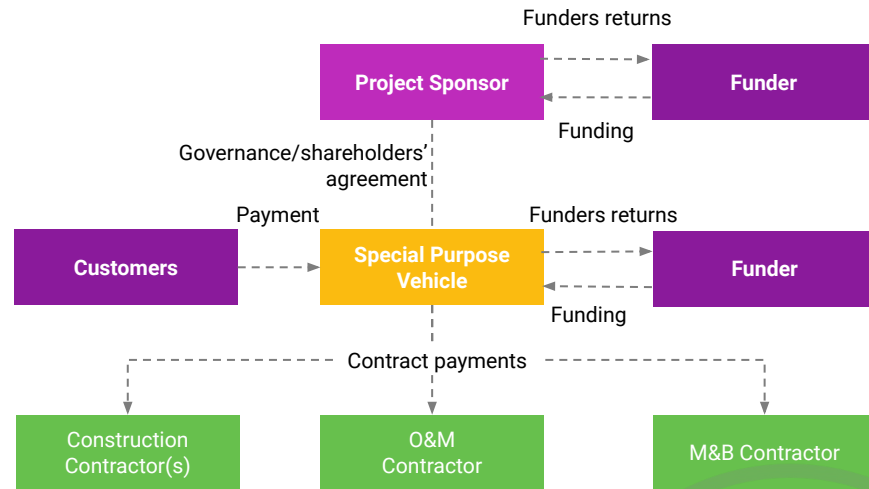 Funders returns
Project Sponsor
Funder
Funding
Governance/shareholders’
agreement
Payment
Funders returns
Customers
Special Purpose
Vehicle
Funder
Funding
Contract payments
Construction
Contractor(s)
O&M
Contractor
M&B Contractor